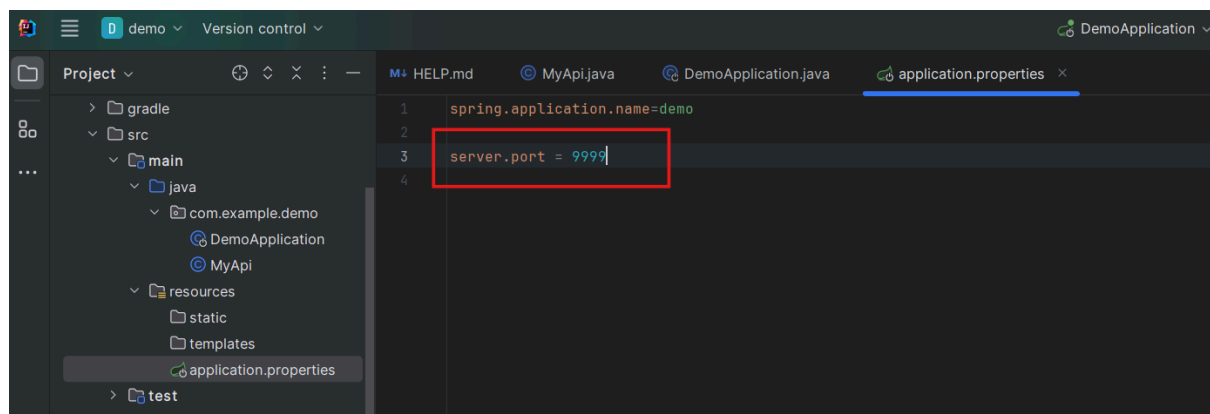 D demo Version control DemoApplication
Project
M↓ HELP.md
© MyApi.java
DemoApplication.java
application.properties ×
gradle
src
main
java
com.example.demo
DemoApplication
© MyApi
resources
static
templates
application.properties
test
1 spring.application.name=demo
2
3 server.port = 9999
4